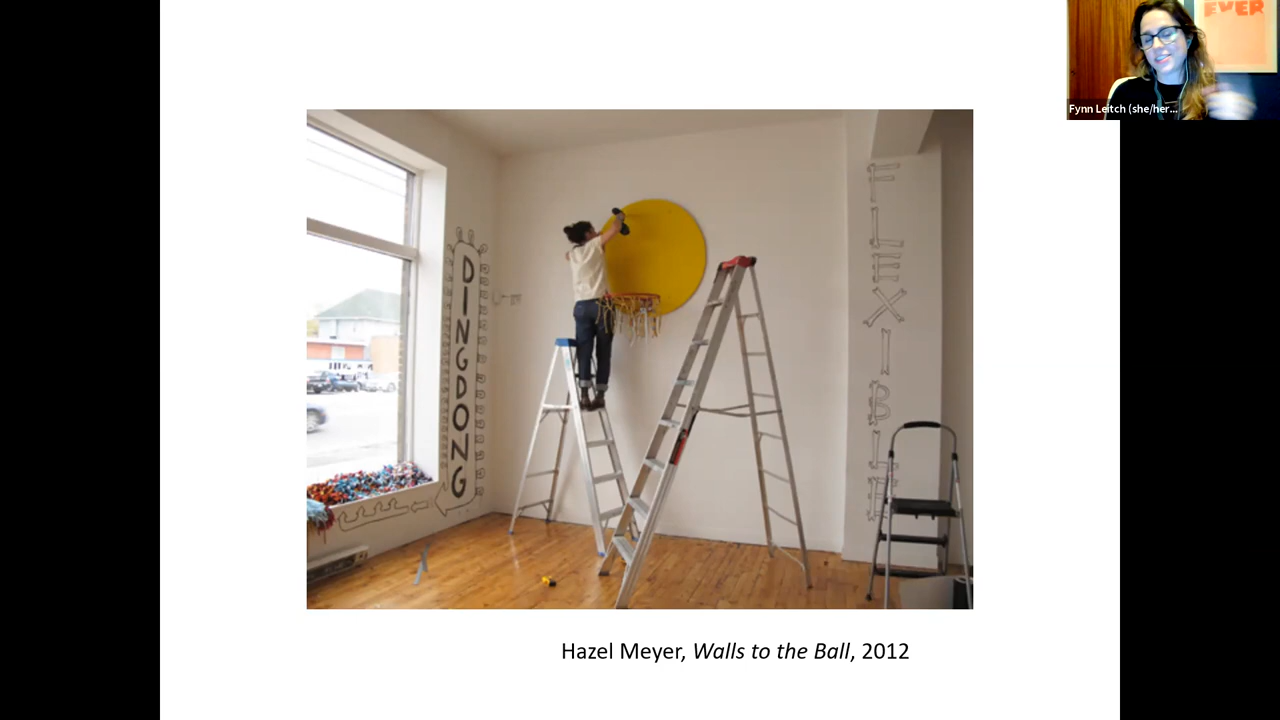 EVER
Fynn Leitch (she/her...
DINGDONG
FLEXIBLE
Hazel Meyer, Walls to the Ball, 2012